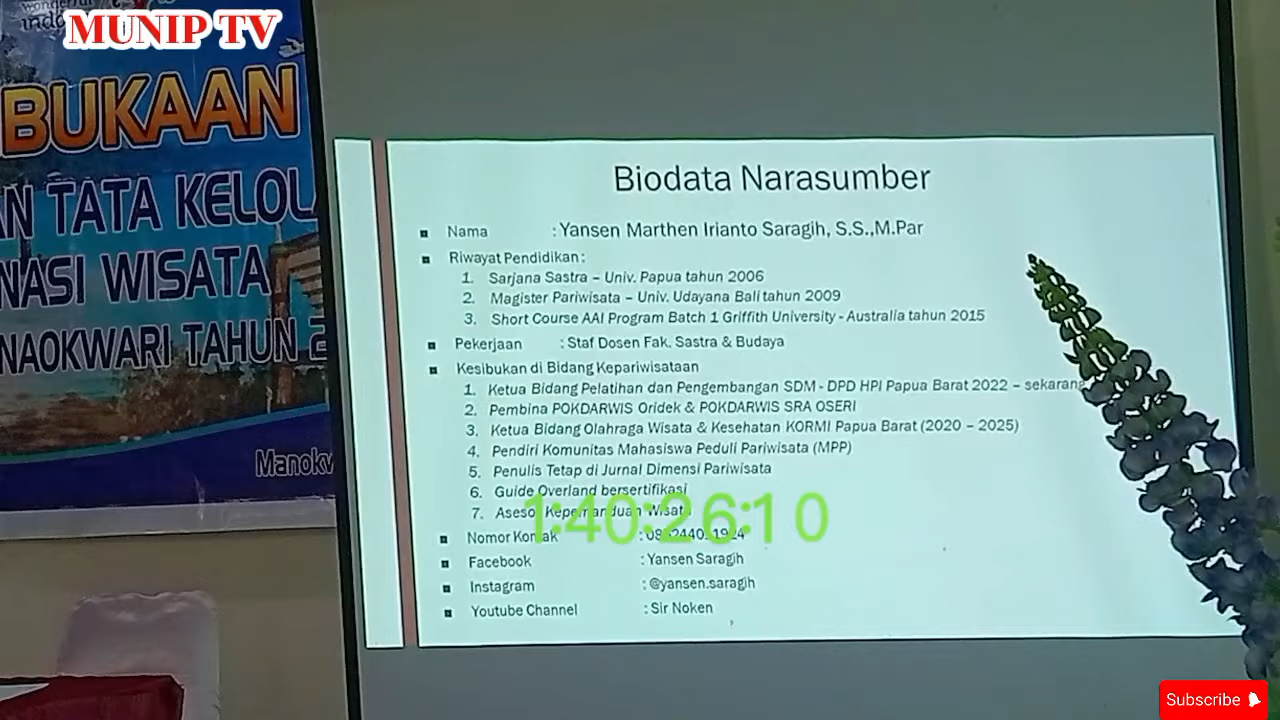 wonderful
MUNIP TV
BUKAAN
AN TATA KELOL
NASI WISATA
NAOKWARI TAHUN 2
Manokw
Biodata Narasumber
Nama : Yansen Marthen Irianto Saragih, S.S.,M.Par
Riwayat Pendidikan :
1. Sarjana Sastra – Univ. Papua tahun 2006
2. Magister Pariwisata – Univ. Udayana Bali tahun 2009
3. Short Course AAI Program Batch 1 Griffith University - Australia tahun 2015
Pekerjaan : Staf Dosen Fak. Sastra & Budaya
Kesibukan di Bidang Kepariwisataan
1. Ketua Bidang Pelatihan dan Pengembangan SDM - DPD HPI Papua Barat 2022 – sekarang
2. Pembina POKDARWIS Oridek & POKDARWIS SRA OSERI
3. Ketua Bidang Olahraga Wisata & Kesehatan KORMI Papua Barat (2020 – 2025)
4. Pendiri Komunitas Mahasiswa Peduli Pariwisata (MPP)
5. Penulis Tetap di Jurnal Dimensi Pariwisata
6. Guide Overland bersertifikasi
7. Asesor Kepemanduan Wisata
1:40:26:10
Nomor Kontak :
Facebook : Yansen Saragih
Instagram : @yansen.saragih
Youtube Channel : Sir Noken
Subscribe